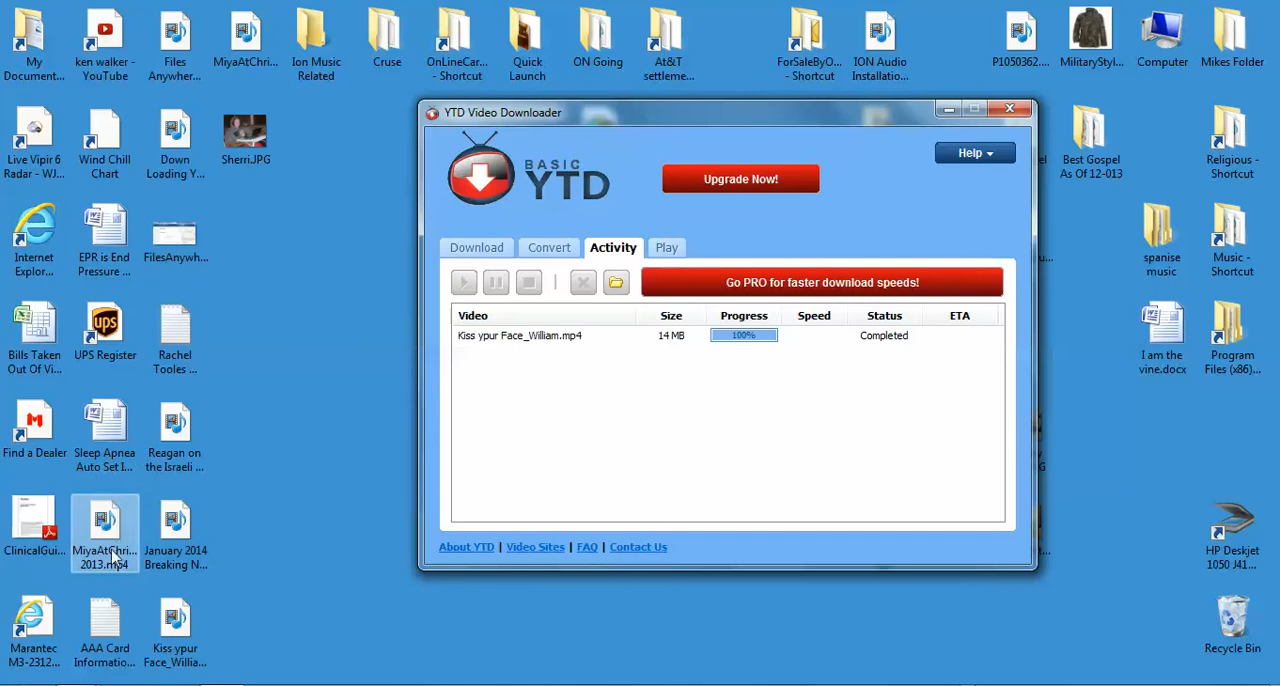 My
Document...
ken walker -
YouTube
Files
Anywher...
MiyaAtChri...
Ion Music
Related
Cruse
OnLineCar...
- Shortcut
Quick
Launch
ON Going
At&T
settleme...
ForSaleByO...
- Shortcut
ION Audio
Installatio...
P1050362....
MilitaryStyl...
Computer
Mikes Folder
Live Vipir 6
Radar - WJ...
Wind Chill
Chart
Down
Loading Y...
Sherri.JPG
Best Gospel
As Of 12-013
Religious -
Shortcut
Internet
Explor...
EPR is End
Pressure ...
FilesAnywh...
spanise
music
Music -
Shortcut
Bills Taken
Out Of Vi...
UPS Register
Rachel
Tooles ...
I am the
vine.docx
Program
Files (x86)...
Find a Dealer
Sleep Apnea
Auto Set I...
Reagan on
the Israeli ...
ClinicalGui...
MiyaAtChri...
2013.mp4
January 2014
Breaking N...
HP Deskjet
1050 J41...
Marantec
M3-2312...
AAA Card
Informatio...
Kiss ypur
Face_Willia...
Recycle Bin
YTD Video Downloader
BASIC
YTD
Upgrade Now!
Help
Download Convert Activity Play
Go PRO for faster download speeds!
Video Size Progress Speed Status ETA
Kiss ypur Face_William.mp4 14 MB 100% Completed
About YTD | Video Sites | FAQ | Contact Us
ups